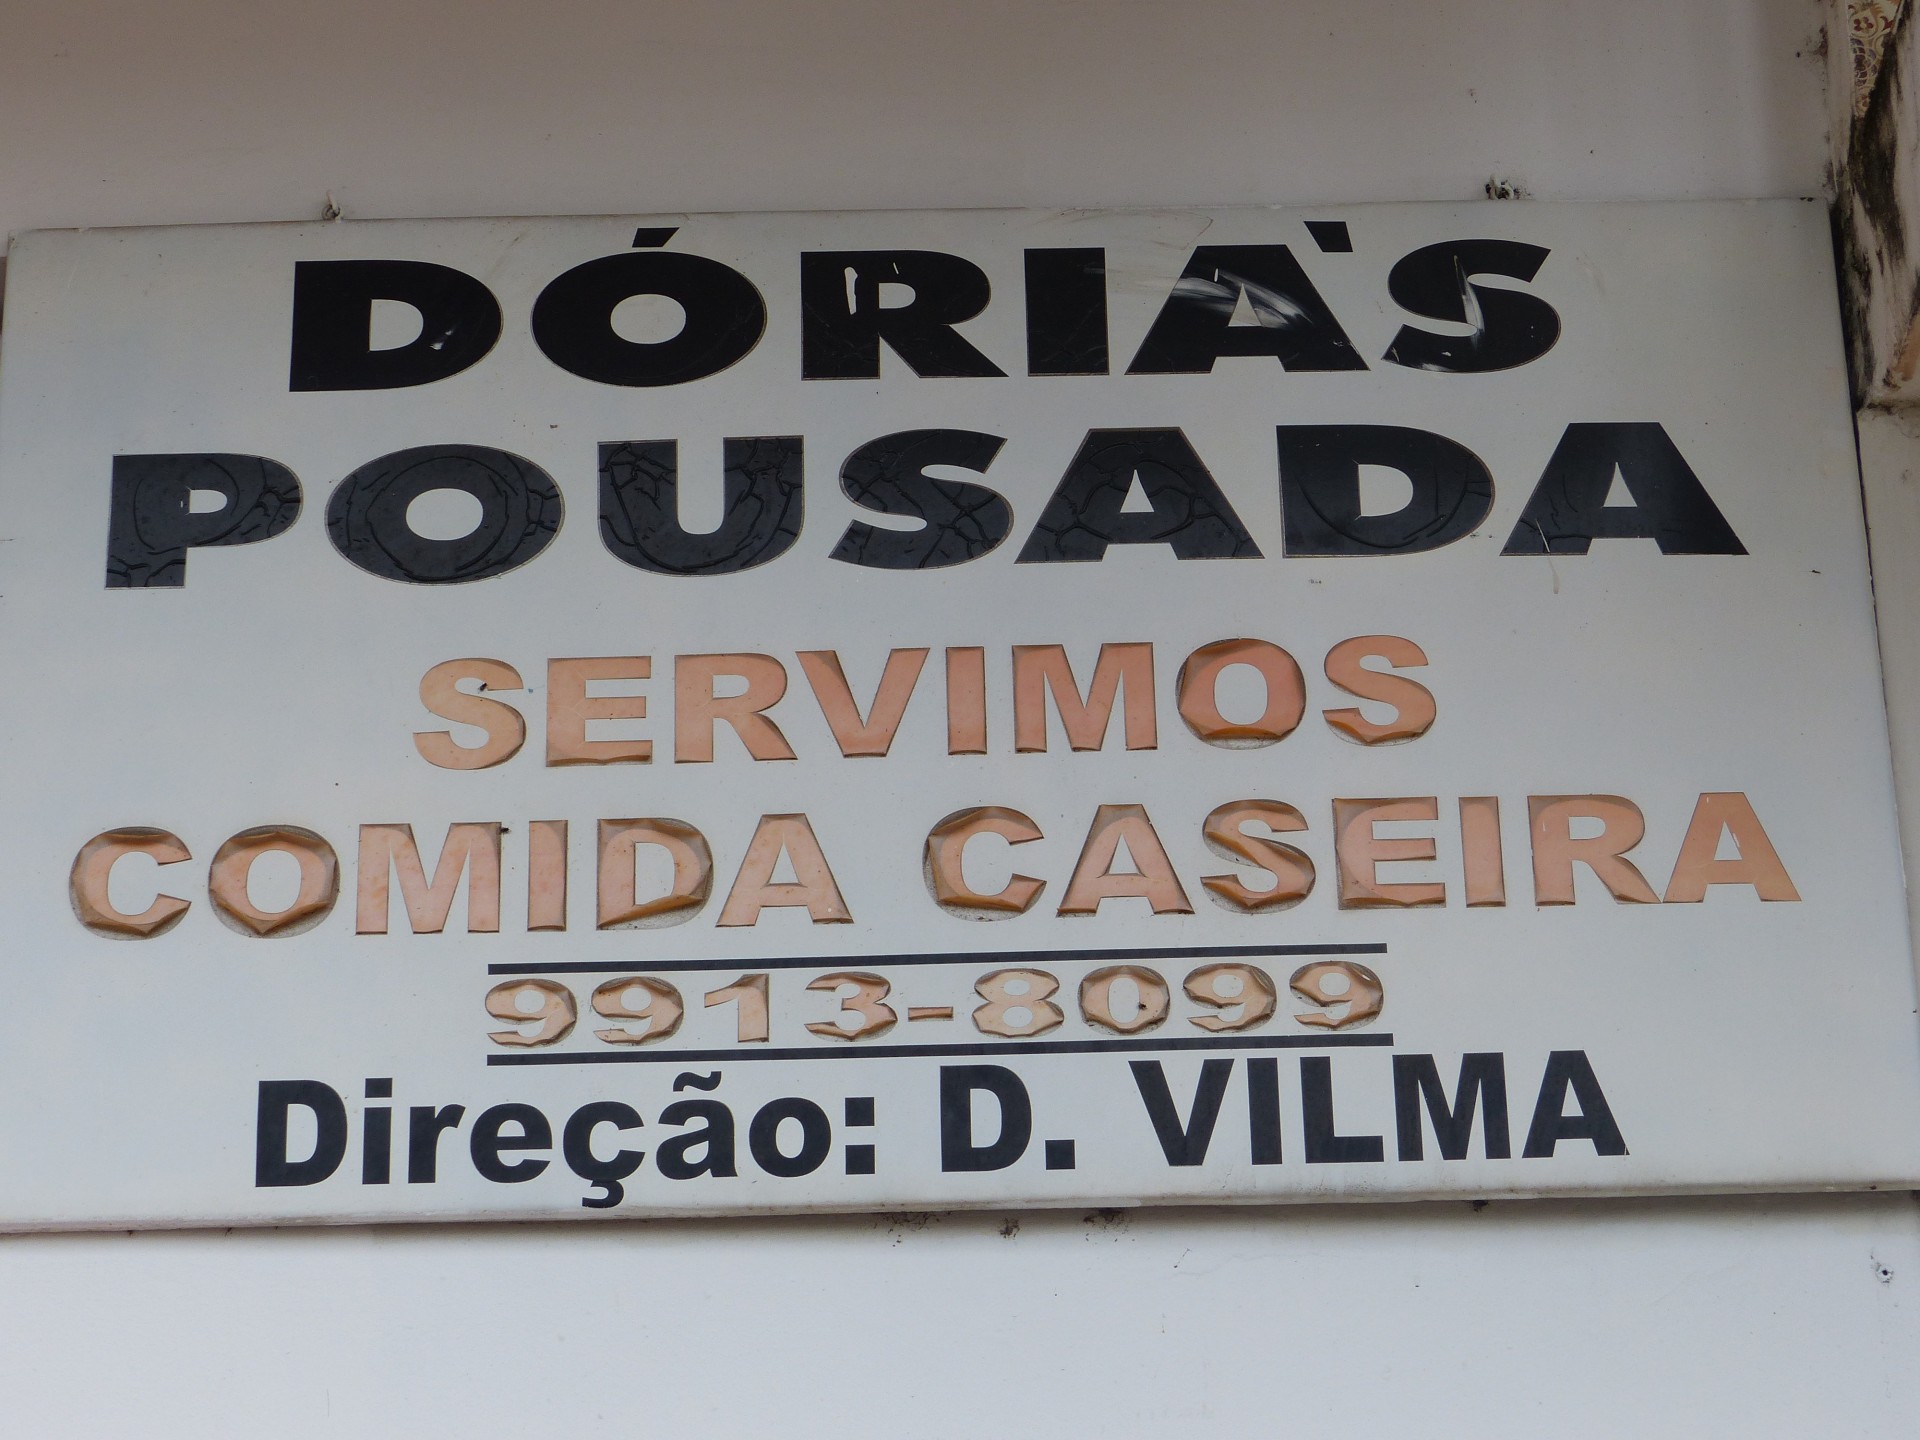 DÓRIA'S
POUSADA
SERVIMOS
COMIDA CASEIRA
9913-8099
Direção: D. VILMA